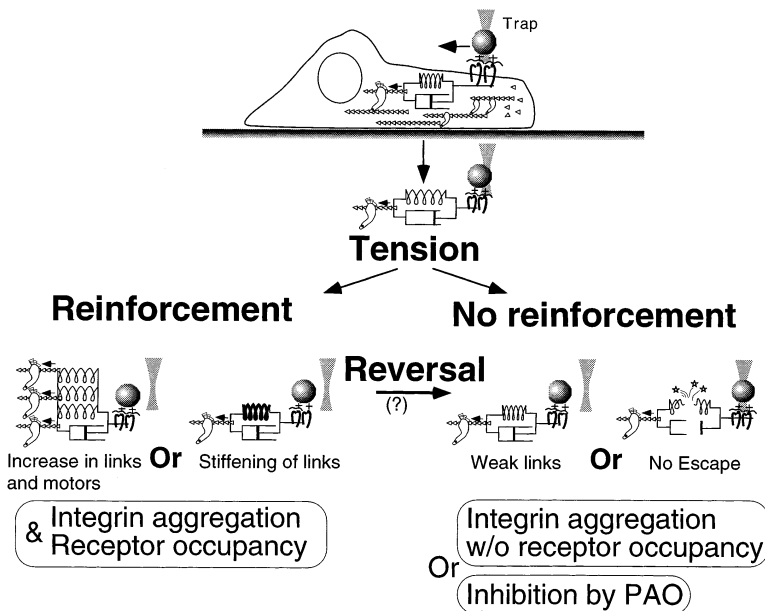 Trap
Tension
Reinforcement
No reinforcement
Reversal
(?)
Increase in links
and motors
Or
Stiffening of links
Weak links
Or
No Escape
& Integrin aggregation
Receptor occupancy
Integrin aggregation
w/o receptor occupancy
Or
Inhibition by PAO